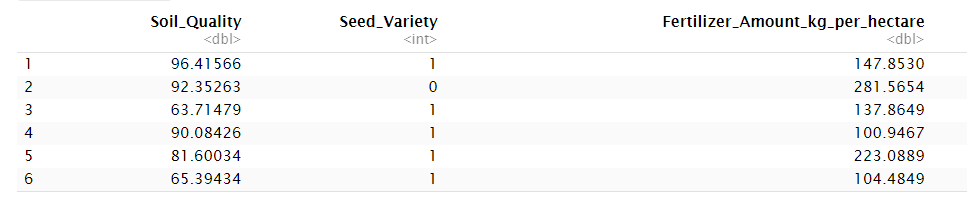 Soil_Quality Seed_Variety Fertilizer_Amount_kg_per_hectare
<dbl> <int> <dbl>
1 96.41566 1 147.8530
2 92.35263 0 281.5654
3 63.71479 1 137.8649
4 90.08426 1 100.9467
5 81.60034 1 223.0889
6 65.39434 1 104.4849